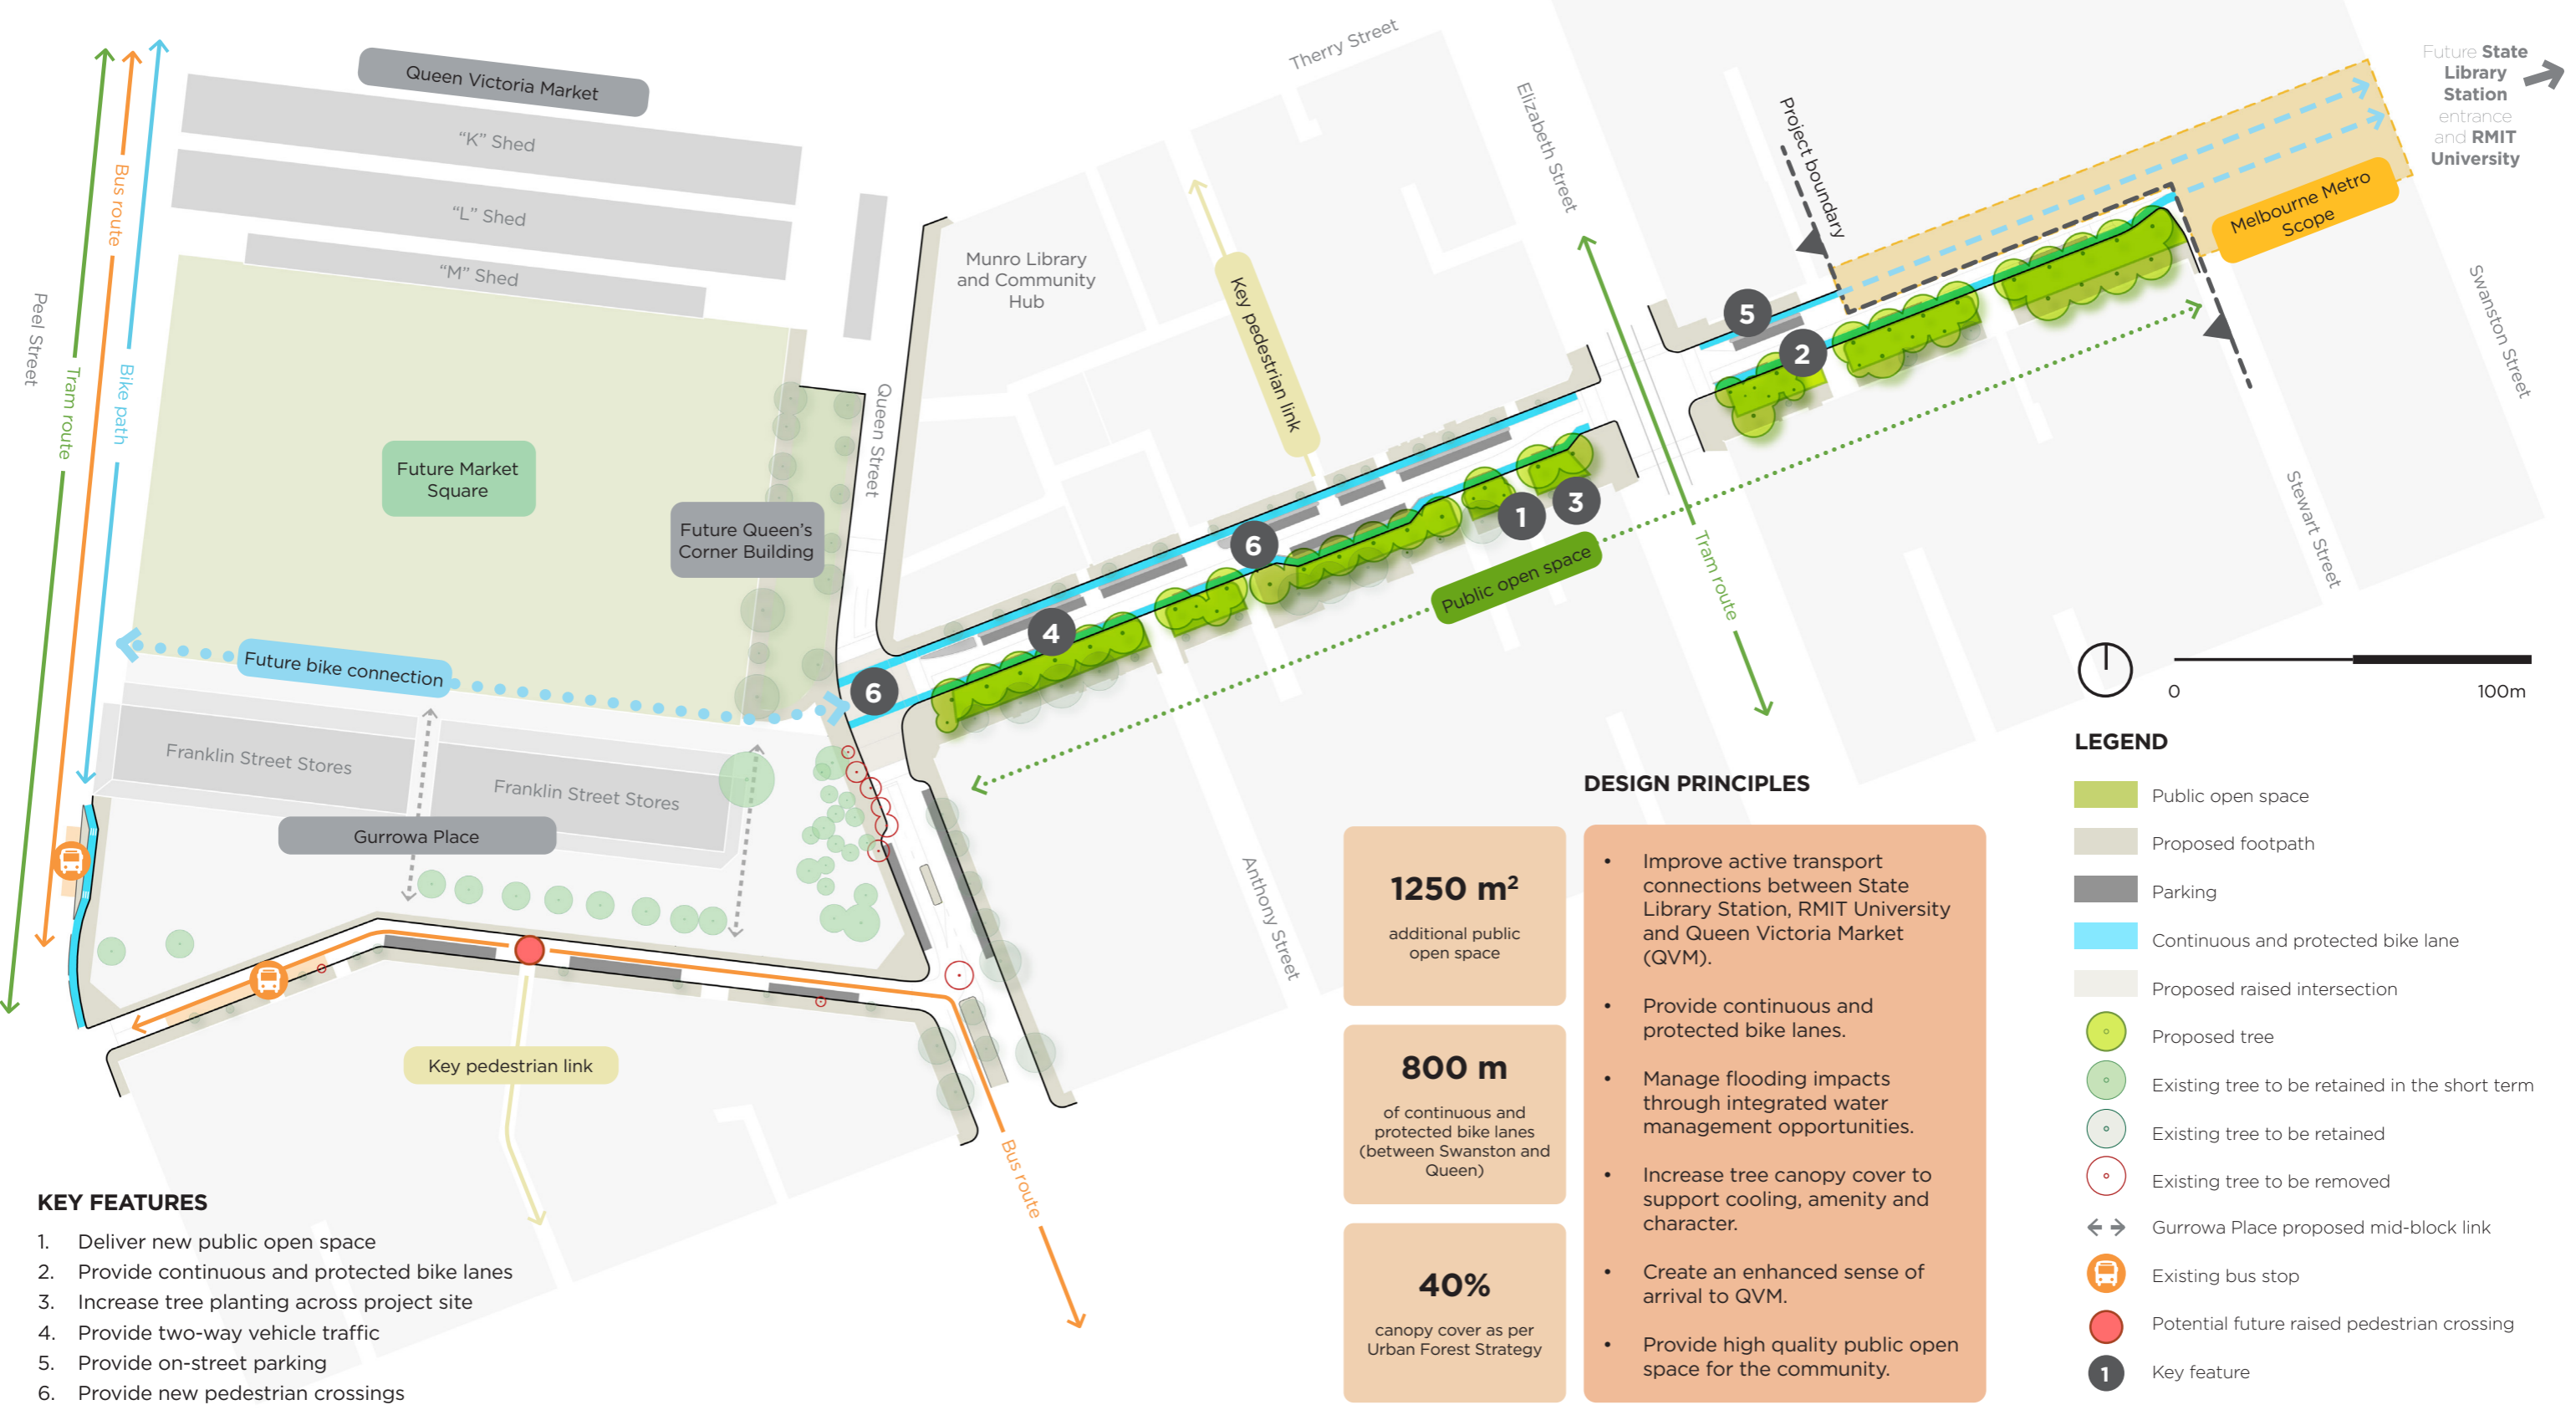 Queen Victoria Market
"K" Shed
"L" Shed
"M" Shed
Peel Street
Tram route
Bus route
Bike path
Future Market
Square
Future Queen's
Corner Building
Queen Street
Munro Library
and Community
Hub
Therry Street
Key pedestrian link
Elizabeth Street
Project boundary
Future State
Library
Station
entrance
and RMIT
University
Melbourne Metro
Scope
Swanston Street
Stewart Street
5
2
1
3
6
4
6
Public open space
Tram route
Future bike connection
Franklin Street Stores
Franklin Street Stores
Gurrowa Place
Anthony Street
Key pedestrian link
Bus route
0
100m
KEY FEATURES
1. Deliver new public open space
2. Provide continuous and protected bike lanes
3. Increase tree planting across project site
4. Provide two-way vehicle traffic
5. Provide on-street parking
6. Provide new pedestrian crossings
1250 m²
additional public
open space
800 m
of continuous and
protected bike lanes
(between Swanston and
Queen)
40%
canopy cover as per
Urban Forest Strategy
DESIGN PRINCIPLES
• Improve active transport
connections between State
Library Station, RMIT University
and Queen Victoria Market
(QVM).
• Provide continuous and
protected bike lanes.
• Manage flooding impacts
through integrated water
management opportunities.
• Increase tree canopy cover to
support cooling, amenity and
character.
• Create an enhanced sense of
arrival to QVM.
• Provide high quality public open
space for the community.
LEGEND
Public open space
Proposed footpath
Parking
Continuous and protected bike lane
Proposed raised intersection
Proposed tree
Existing tree to be retained in the short term
Existing tree to be retained
Existing tree to be removed
Gurrowa Place proposed mid-block link
Existing bus stop
Potential future raised pedestrian crossing
1 Key feature